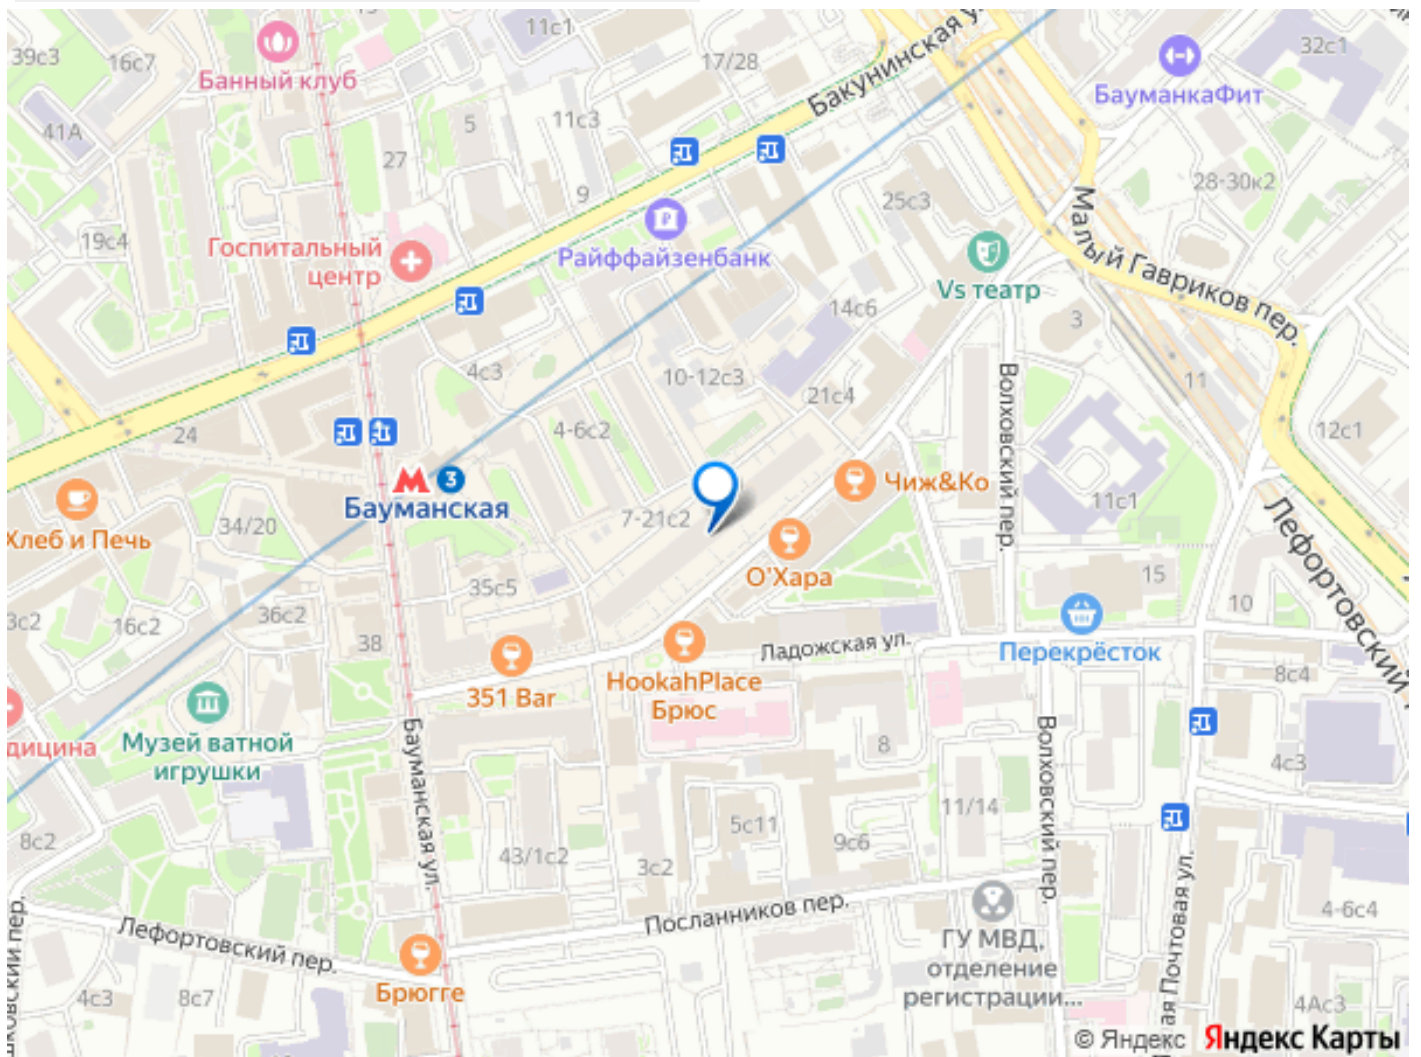 11с1
39с3
16с7
Банный клуб
17/28
Бакунинская у
32с1
БауманкаФит
41А
5
11с3
27
28-30к2
9
25с3
19с4
Госпитальный
центр
Райффайзенбанк
Малый Гавриков пер.
Vs театр
14с6
3
4с3
10-12с3
21с4
11
Волховский пер.
24
4-6с2
12с1
3
Бауманская
Чиж&Ко
11с1
Хлеб и Печь
34/20
7-21с2
Лефортовский
О'Хара
35с5
15
10
3с2
16с2
36с2
38
Ладожская ул.
Перекрёсток
351 Bar
HookahPlace
Брюс
8с4
дицина
Музей ватной
игрушки
Бауманская ул.
8
Волховский пер.
4с3
8с2
43/1с2
5с11
3с2
9с6
11/14
Посланников пер.
Лефортовский пер.
4-6с4
ГУ МВД,
отделение
регистрации...
ая Почтовая ул.
Брюгге
4с3
8с7
4Ас3
© Яндекс Яндекс Карты